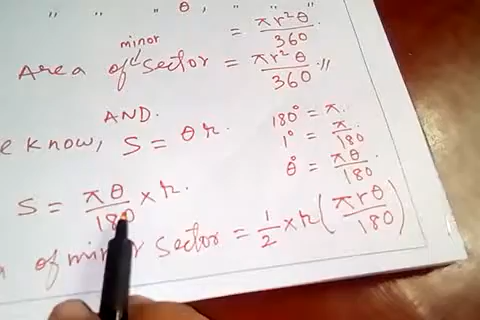 " " " θ, " "
= πr²θ/360.
minor
Area of sector = πr²θ/360 "
AND.
e know, S = θr.
180° = π.
1° = π/180
θ° = πθ/180.
S = πθ/180 × r.
of minor sector = 1/2 × r (πrθ/180)